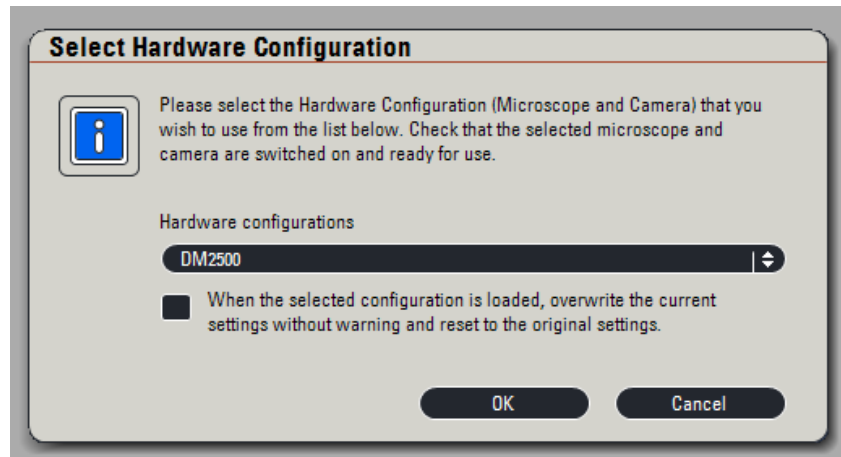 Select Hardware Configuration
Please select the Hardware Configuration (Microscope and Camera) that you
wish to use from the list below. Check that the selected microscope and
camera are switched on and ready for use.
Hardware configurations
DM2500
When the selected configuration is loaded, overwrite the current
settings without warning and reset to the original settings.
OK Cancel